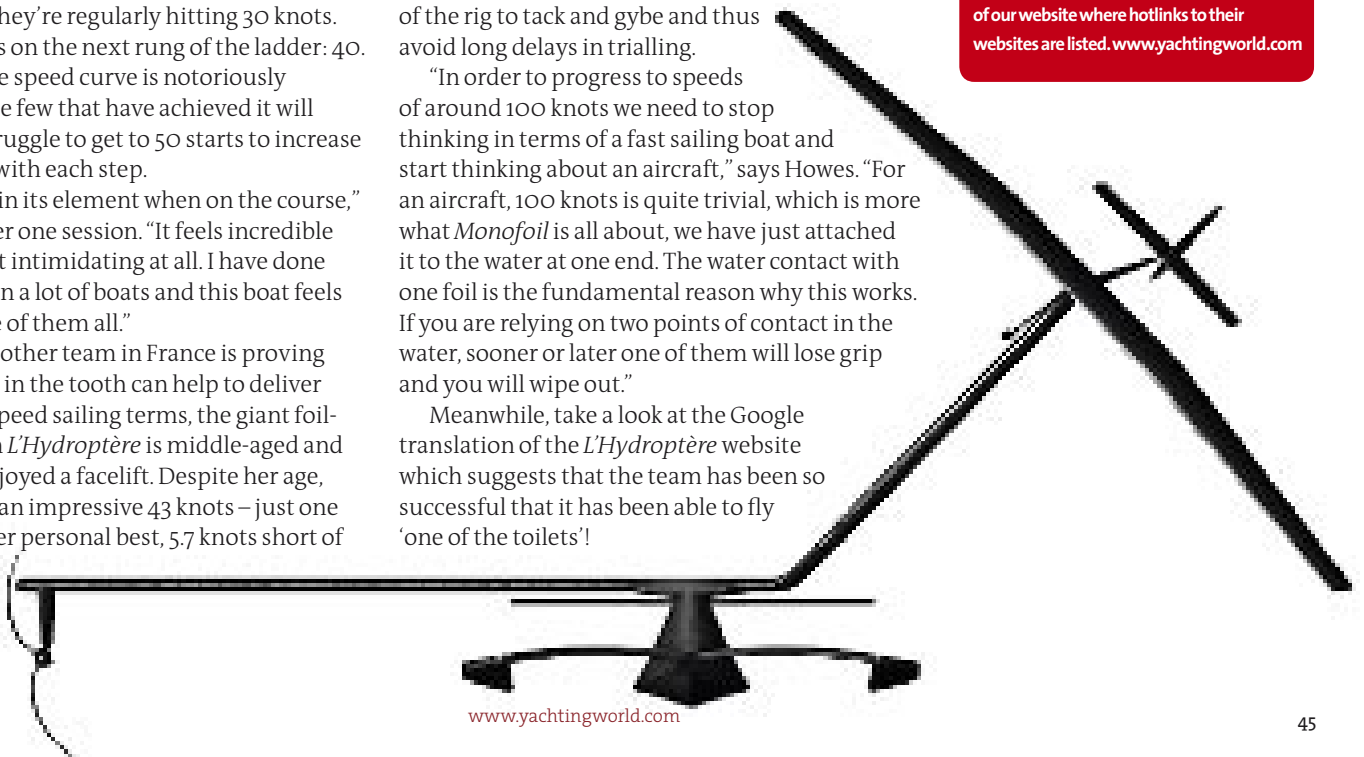 hey’re regularly hitting 30 knots.
s on the next rung of the ladder: 40.
e speed curve is notoriously
e few that have achieved it will
ruggle to get to 50 starts to increase
with each step.
in its element when on the course,”
er one session. “It feels incredible
t intimidating at all. I have done
n a lot of boats and this boat feels
e of them all.”
other team in France is proving
in the tooth can help to deliver
peed sailing terms, the giant foil-
L’Hydroptère is middle-aged and
joyed a facelift. Despite her age,
an impressive 43 knots – just one
er personal best, 5.7 knots short of
of the rig to tack and gybe and thus
avoid long delays in trialling.
“In order to progress to speeds
of around 100 knots we need to stop
thinking in terms of a fast sailing boat and
start thinking about an aircraft,” says Howes. “For
an aircraft, 100 knots is quite trivial, which is more
what Monofoil is all about, we have just attached
it to the water at one end. The water contact with
one foil is the fundamental reason why this works.
If you are relying on two points of contact in the
water, sooner or later one of them will lose grip
and you will wipe out.”
Meanwhile, take a look at the Google
translation of the L’Hydroptère website
which suggests that the team has been so
successful that it has been able to fly
‘one of the toilets’!
of our website where hotlinks to their
websites are listed. www.yachtingworld.com
www.yachtingworld.com
45